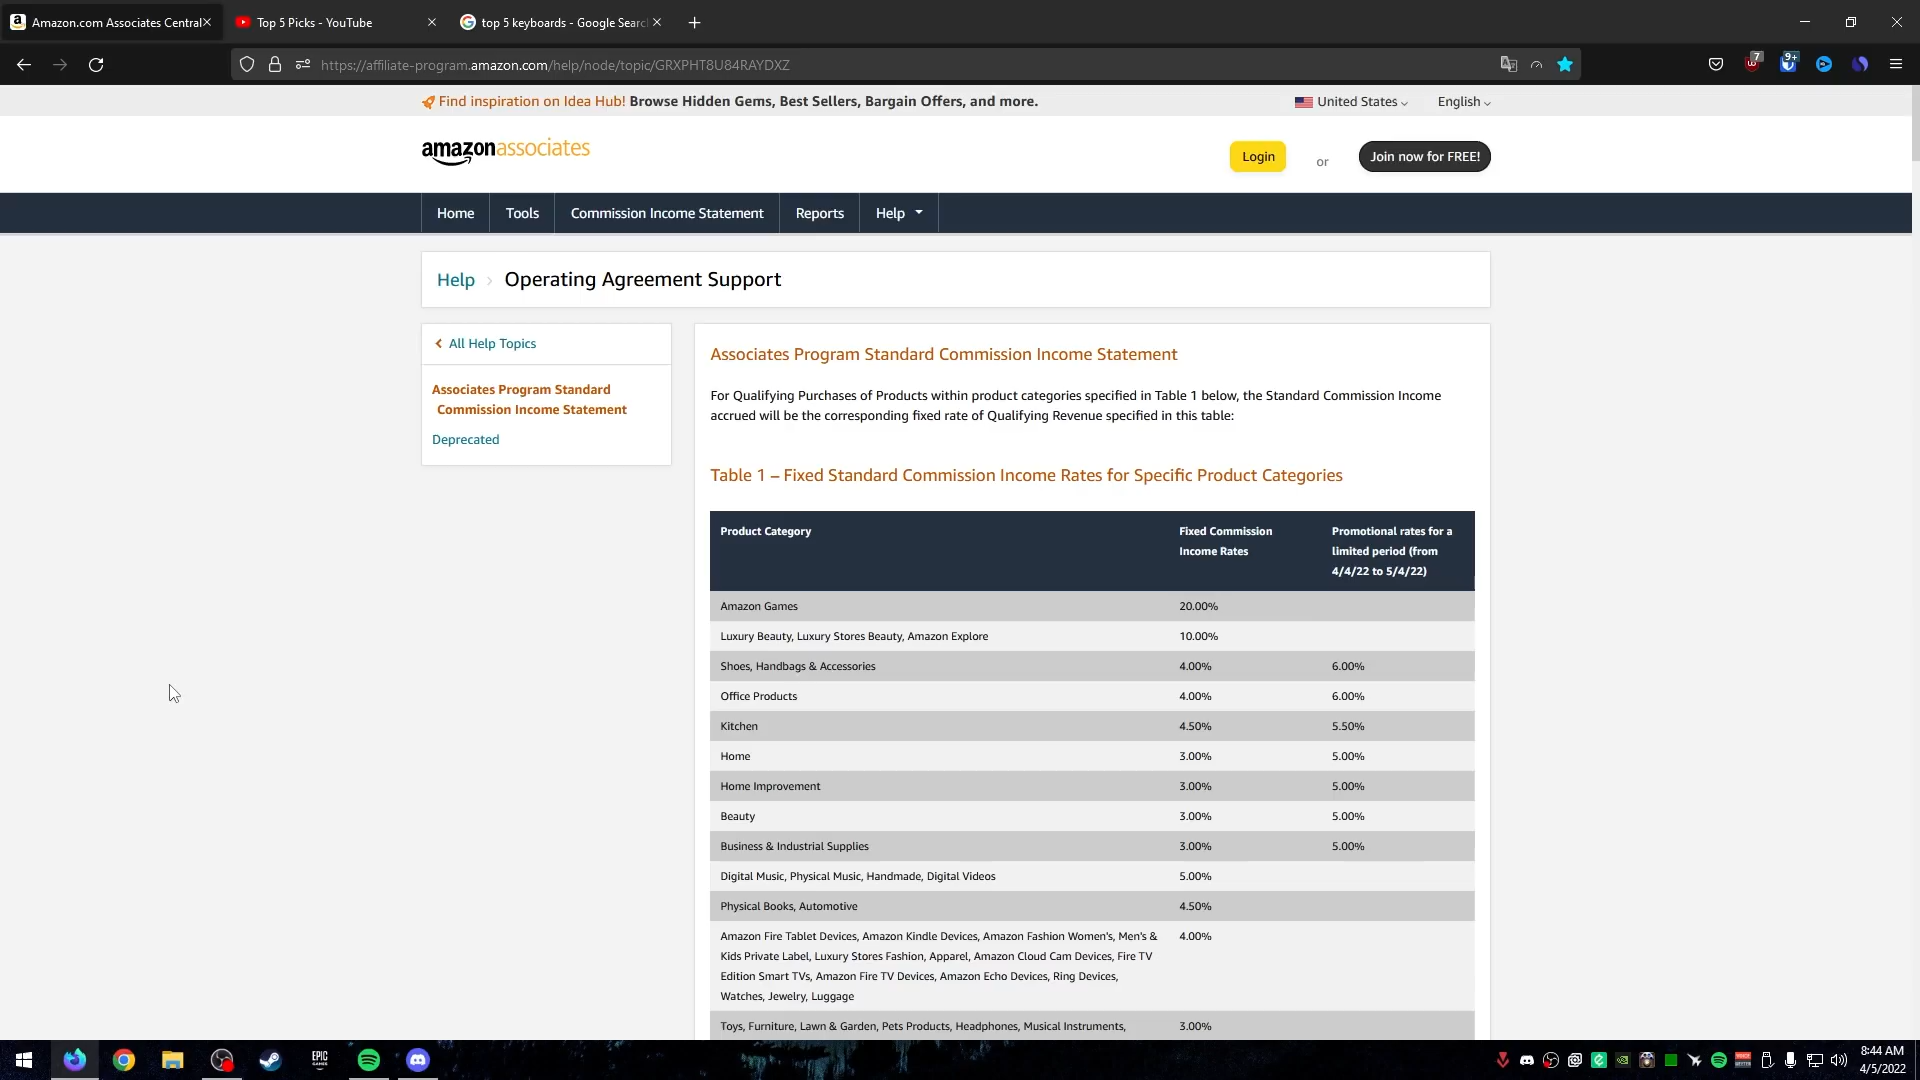 Amazon.com Associates Central
Top 5 Picks - YouTube
top 5 keyboards - Google Searc
https://affiliate-program.amazon.com/help/node/topic/GRXPHT8U84RAYDXZ
7
9+
Find inspiration on Idea Hub! Browse Hidden Gems, Best Sellers, Bargain Offers, and more.
United States
English
amazonassociates
Login
or
Join now for FREE!
Home
Tools
Commission Income Statement
Reports
Help
Help › Operating Agreement Support
All Help Topics
Associates Program Standard
Commission Income Statement
Deprecated
Associates Program Standard Commission Income Statement
For Qualifying Purchases of Products within product categories specified in Table 1 below, the Standard Commission Income
accrued will be the corresponding fixed rate of Qualifying Revenue specified in this table:
Table 1 – Fixed Standard Commission Income Rates for Specific Product Categories
Product Category
Fixed Commission
Income Rates
Promotional rates for a
limited period (from
4/4/22 to 5/4/22)
Amazon Games 20.00%
Luxury Beauty, Luxury Stores Beauty, Amazon Explore 10.00%
Shoes, Handbags & Accessories 4.00% 6.00%
Office Products 4.00% 6.00%
Kitchen 4.50% 5.50%
Home 3.00% 5.00%
Home Improvement 3.00% 5.00%
Beauty 3.00% 5.00%
Business & Industrial Supplies 3.00% 5.00%
Digital Music, Physical Music, Handmade, Digital Videos 5.00%
Physical Books, Automotive 4.50%
Amazon Fire Tablet Devices, Amazon Kindle Devices, Amazon Fashion Women's, Men's & 4.00%
Kids Private Label, Luxury Stores Fashion, Apparel, Amazon Cloud Cam Devices, Fire TV
Edition Smart TVs, Amazon Fire TV Devices, Amazon Echo Devices, Ring Devices,
Watches, Jewelry, Luggage
Toys, Furniture, Lawn & Garden, Pets Products, Headphones, Musical Instruments, 3.00%
EPIC
GAMES
8:44 AM
4/5/2022